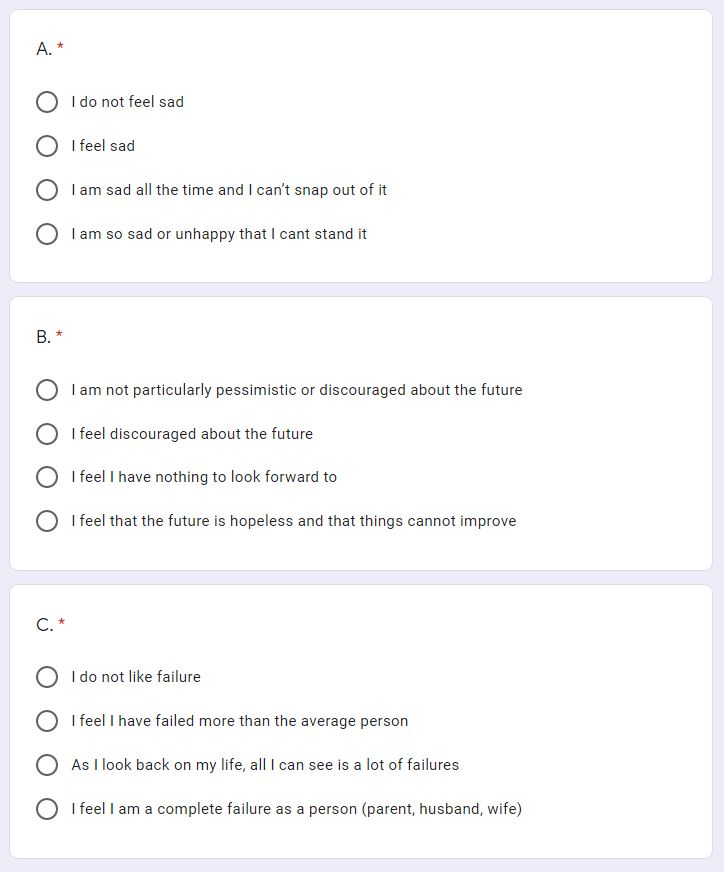 A. *
I do not feel sad
I feel sad
I am sad all the time and I can't snap out of it
I am so sad or unhappy that I cant stand it
B. *
I am not particularly pessimistic or discouraged about the future
I feel discouraged about the future
I feel I have nothing to look forward to
I feel that the future is hopeless and that things cannot improve
C. *
I do not like failure
I feel I have failed more than the average person
As I look back on my life, all I can see is a lot of failures
I feel I am a complete failure as a person (parent, husband, wife)